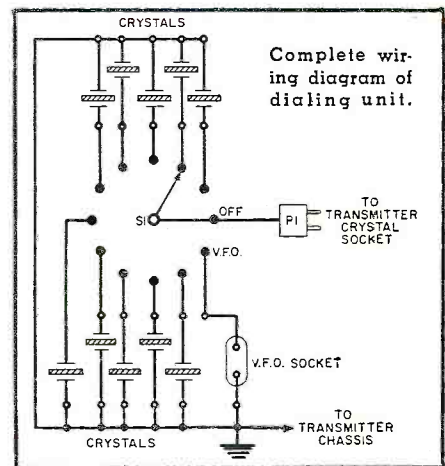 CRYSTALS
Complete wir-
ing diagram of
dialing unit.
OFF
S1
P1
TO
TRANSMITTER
CRYSTAL
SOCKET
V.F.O.
V.F.O. SOCKET
CRYSTALS
TO
TRANSMITTER
CHASSIS